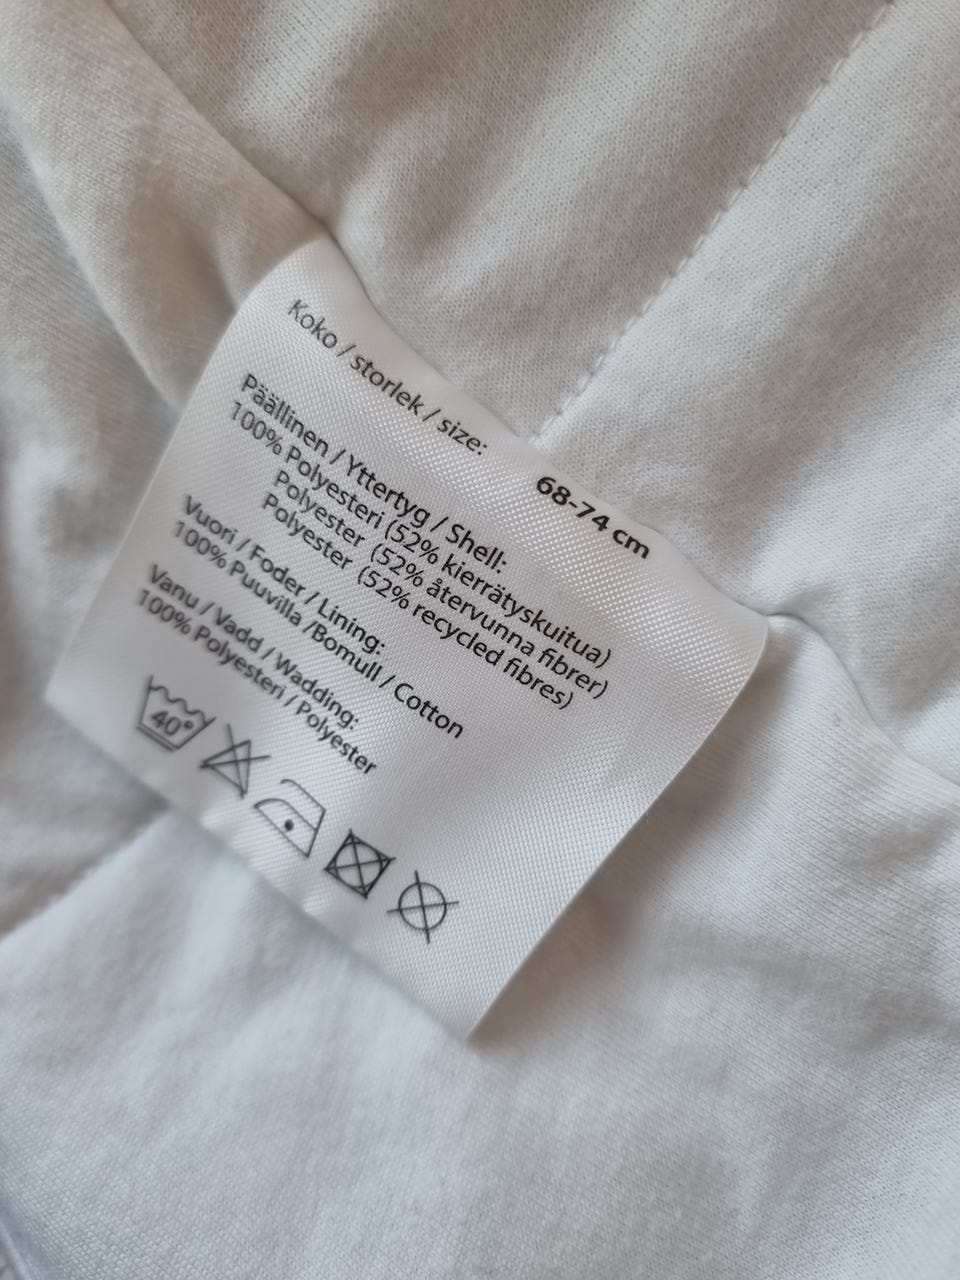 Koko / storlek / size: 68-74 cm
Päällinen / Yttertyg / Shell:
100% Polyesteri (52% kierrätyskuitua)
Polyester (52% återvunna fibrer)
Polyester (52% recycled fibres)
Vuori / Foder / Lining:
100% Puuvilla /Bomull / Cotton
Vanu / Vadd / Wadding:
100% Polyesteri / Polyester
40°